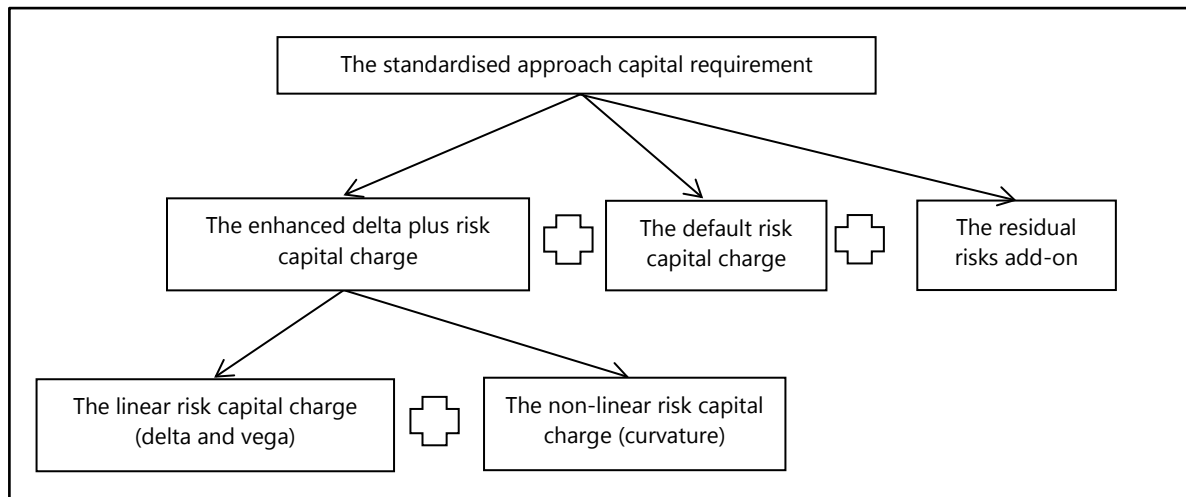 The standardised approach capital requirement
The enhanced delta plus risk
capital charge
The default risk
capital charge
The residual
risks add-on
The linear risk capital charge
(delta and vega)
The non-linear risk capital
charge (curvature)